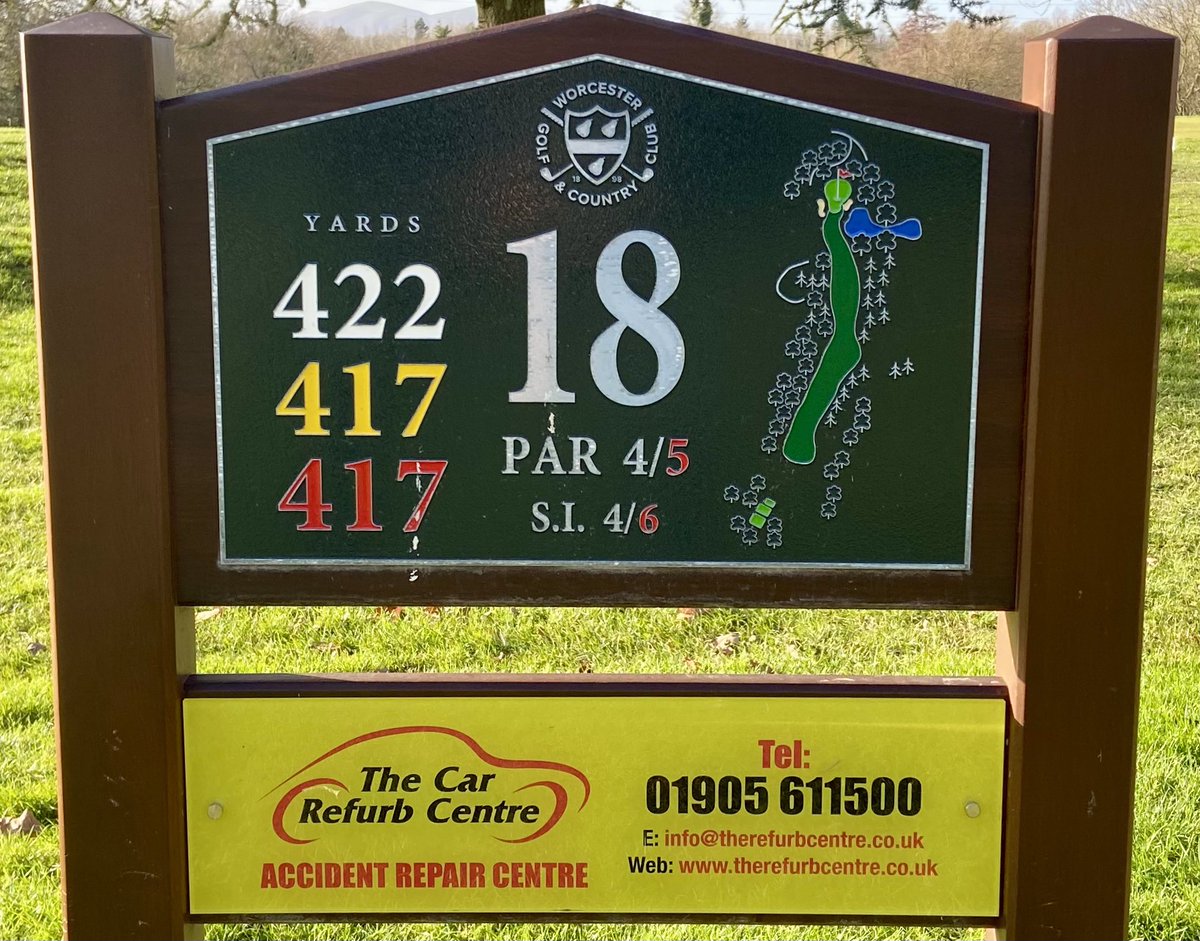 WORCESTER
GOLF
CLUB
18 98
& COUNTRY
YARDS
422
417
417
18
PAR 4/5
S.I. 4/6
The Car
Refurb Centre
ACCIDENT REPAIR CENTRE
Tel:
01905 611500
E: info@therefurbcentre.co.uk
Web: www.therefurbcentre.co.uk